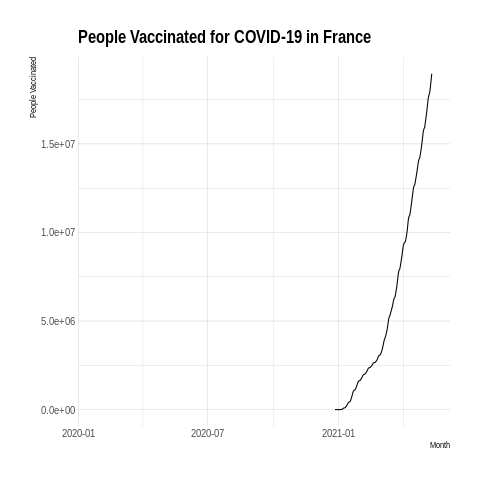 People Vaccinated for COVID-19 in France
People Vaccinated
1.5e+07
1.0e+07
5.0e+06
0.0e+00
2020-01 2020-07 2021-01
Month